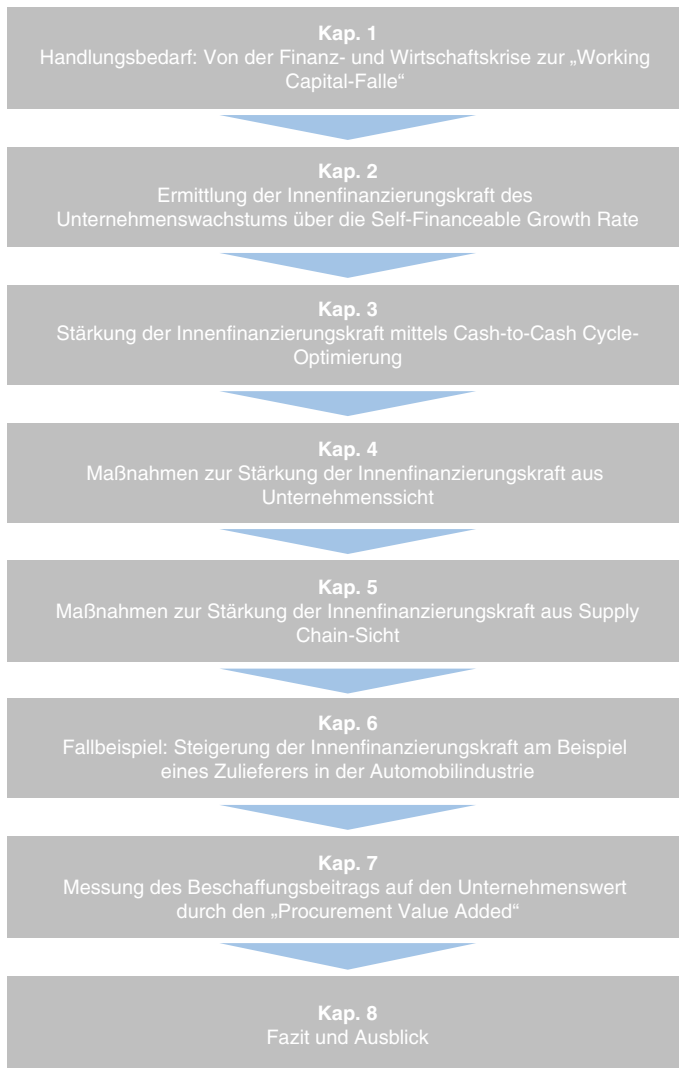 Kap. 1
Handlungsbedarf: Von der Finanz- und Wirtschaftskrise zur „Working
Capital-Falle“
Kap. 2
Ermittlung der Innenfinanzierungskraft des
Unternehmenswachstums über die Self-Financeable Growth Rate
Kap. 3
Stärkung der Innenfinanzierungskraft mittels Cash-to-Cash Cycle-
Optimierung
Kap. 4
Maßnahmen zur Stärkung der Innenfinanzierungskraft aus
Unternehmenssicht
Kap. 5
Maßnahmen zur Stärkung der Innenfinanzierungskraft aus Supply
Chain-Sicht
Kap. 6
Fallbeispiel: Steigerung der Innenfinanzierungskraft am Beispiel
eines Zulieferers in der Automobilindustrie
Kap. 7
Messung des Beschaffungsbeitrags auf den Unternehmenswert
durch den „Procurement Value Added“
Kap. 8
Fazit und Ausblick